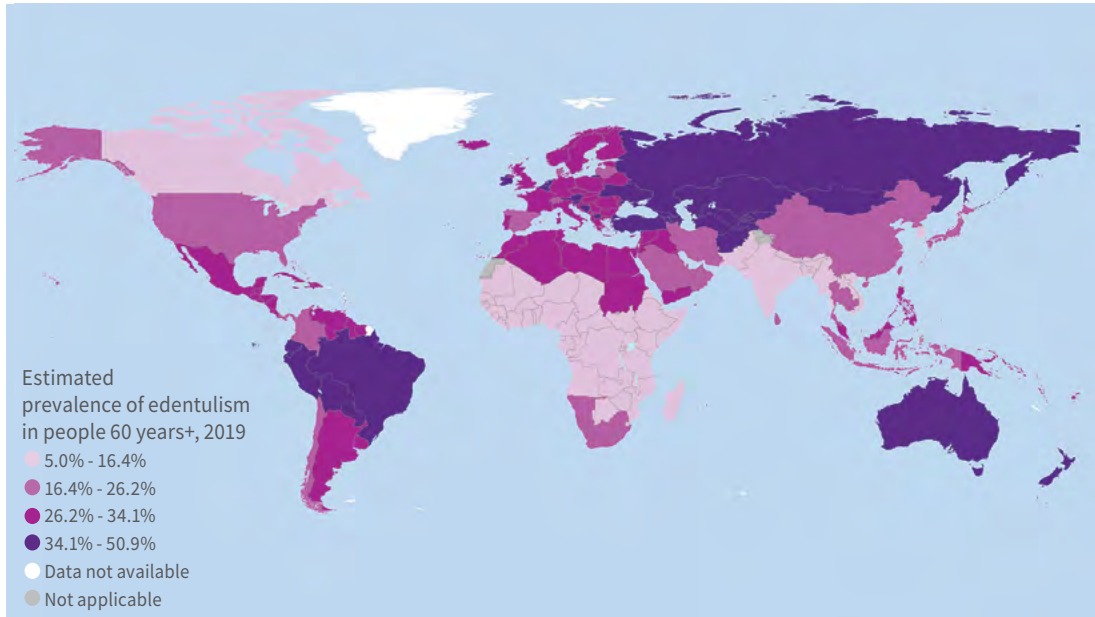 Estimated
prevalence of edentulism
in people 60 years+, 2019
5.0% - 16.4%
16.4% - 26.2%
26.2% - 34.1%
34.1% - 50.9%
Data not available
Not applicable